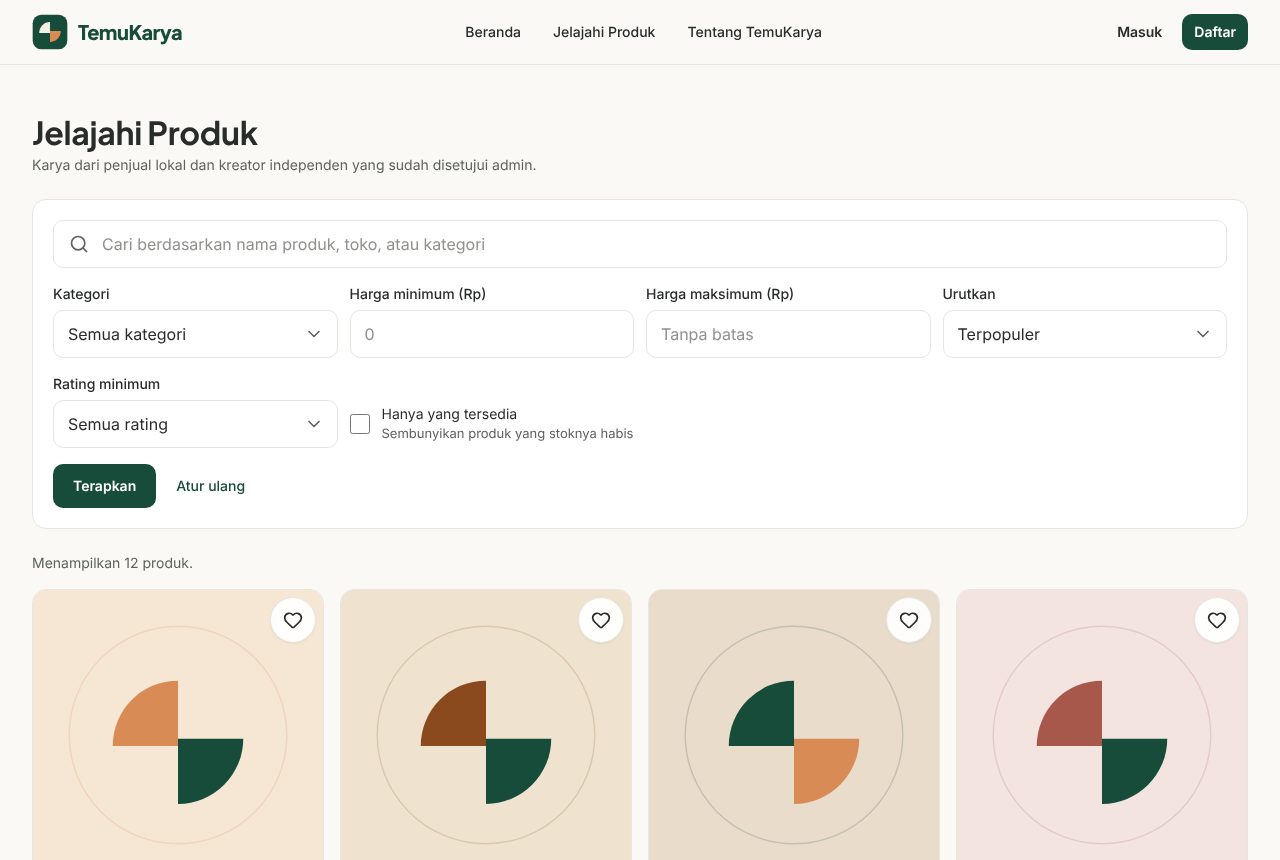 TemuKarya
Beranda
Jelajahi Produk
Tentang TemuKarya
Masuk
Daftar
Jelajahi Produk
Karya dari penjual lokal dan kreator independen yang sudah disetujui admin.
Cari berdasarkan nama produk, toko, atau kategori
Kategori
Harga minimum (Rp)
Harga maksimum (Rp)
Urutkan
Semua kategori
0
Tanpa batas
Terpopuler
Rating minimum
Semua rating
Hanya yang tersedia
Sembunyikan produk yang stoknya habis
Terapkan
Atur ulang
Menampilkan 12 produk.